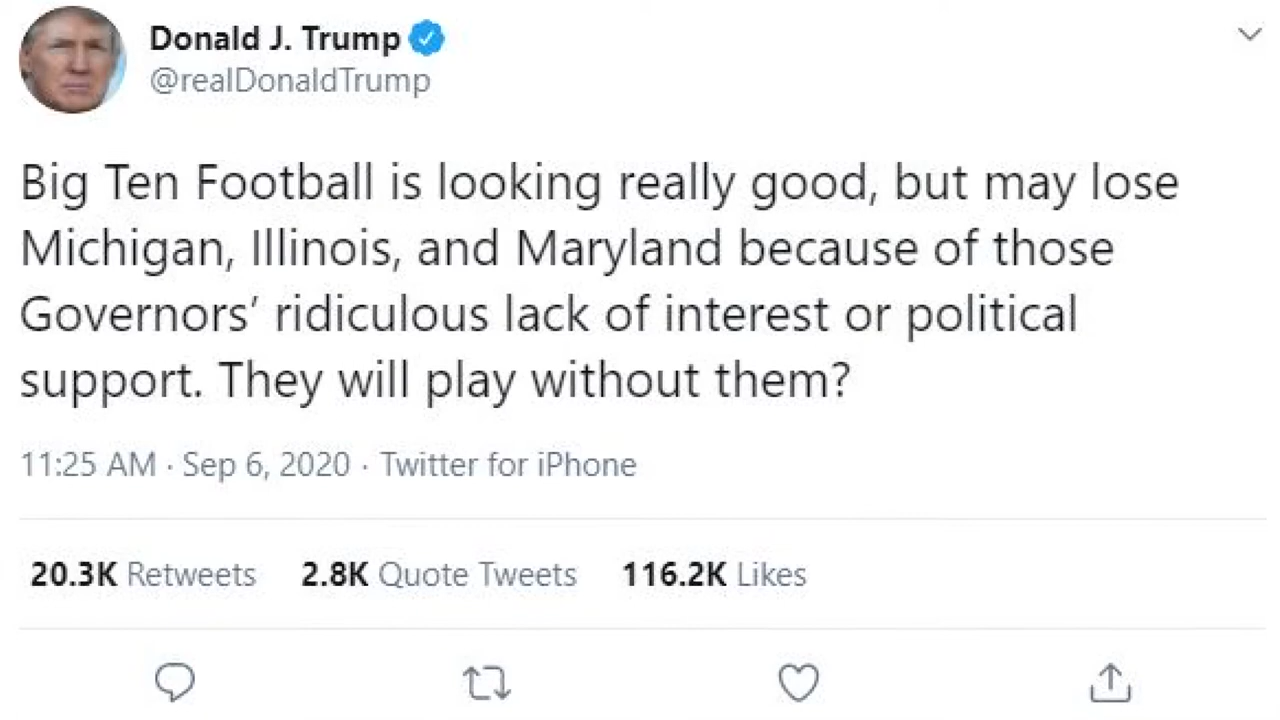 Donald J. Trump
@realDonaldTrump
Big Ten Football is looking really good, but may lose
Michigan, Illinois, and Maryland because of those
Governors’ ridiculous lack of interest or political
support. They will play without them?
11:25 AM · Sep 6, 2020 · Twitter for iPhone
20.3K Retweets 2.8K Quote Tweets 116.2K Likes